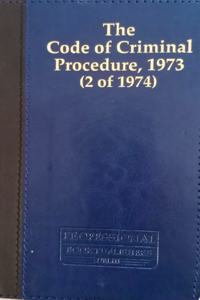 The
Code of Criminal
Procedure, 1973
(2 of 1974)
PROFESSIONAL
BOOK PUBLISHERS